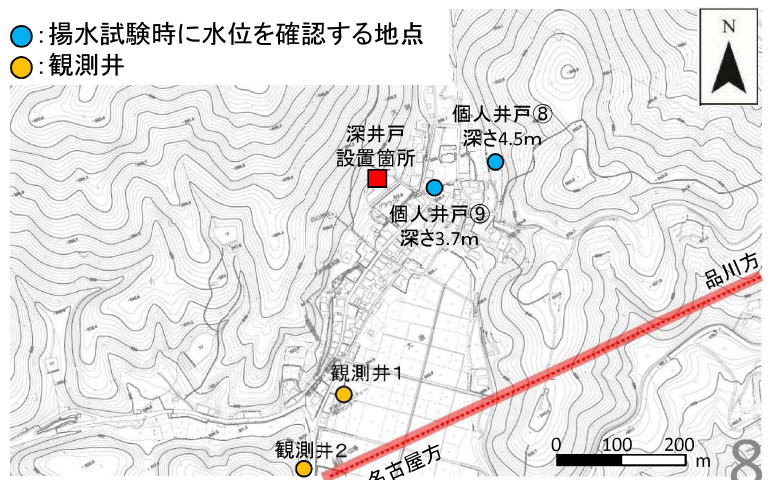 :揚水試験時に水位を確認する地点
:観測井
N
個人井戸⑧
深さ4.5m
深井戸
設置箇所
個人井戸⑨
深さ3.7m
品川方
観測井1
観測井2
名古屋方
0 100 200
m
8